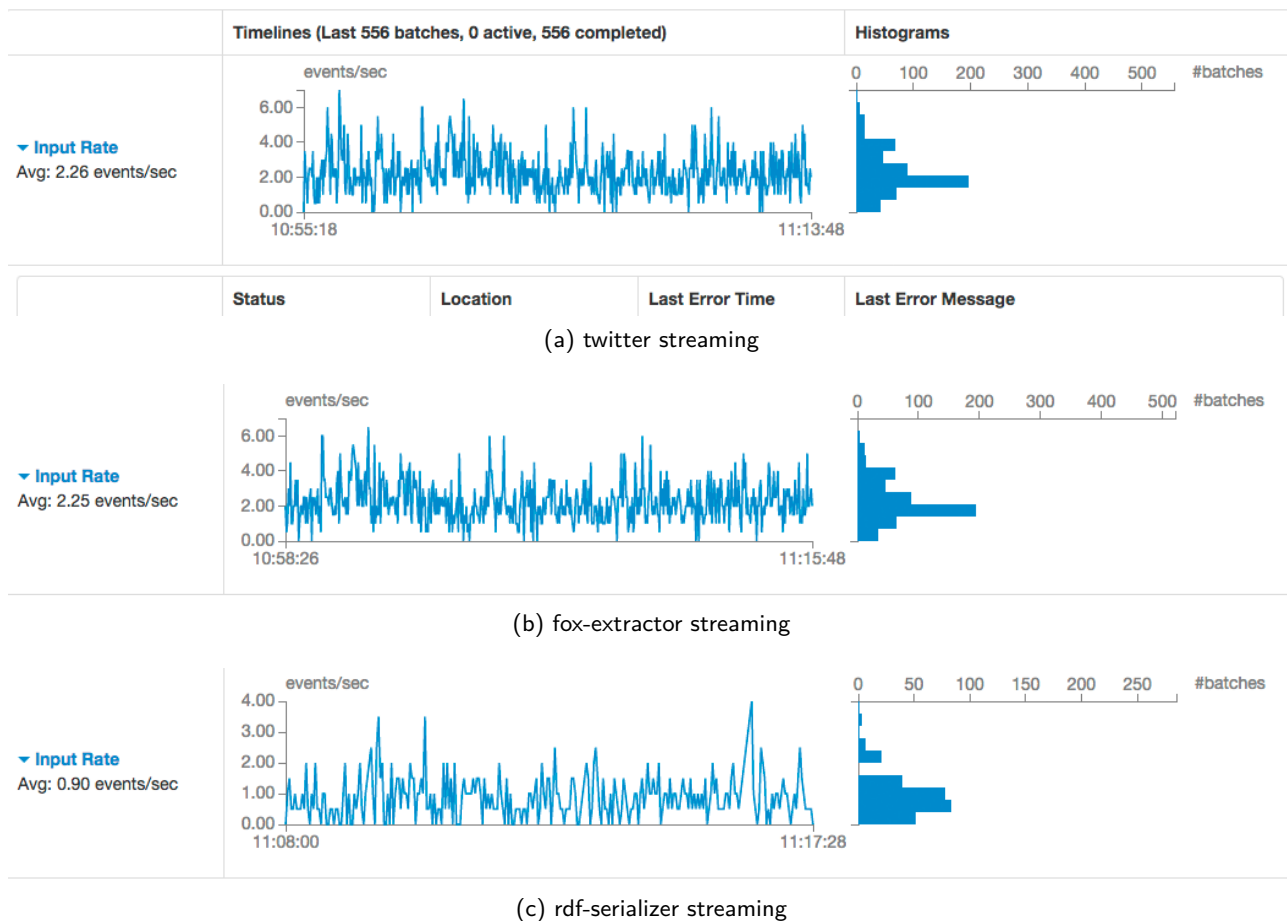 Timelines (Last 556 batches, 0 active, 556 completed) Histograms
events/sec 0 100 200 300 400 500 #batches
6.00
4.00
Input Rate
Avg: 2.26 events/sec
2.00
0.00
10:55:18 11:13:48
Status Location Last Error Time Last Error Message
(a) twitter streaming
events/sec 0 100 200 300 400 500 #batches
6.00
4.00
Input Rate
Avg: 2.25 events/sec
2.00
0.00
10:58:26 11:15:48
(b) fox-extractor streaming
events/sec 0 50 100 150 200 250 #batches
4.00
3.00
2.00
Input Rate
Avg: 0.90 events/sec
1.00
0.00
11:08:00 11:17:28
(c) rdf-serializer streaming